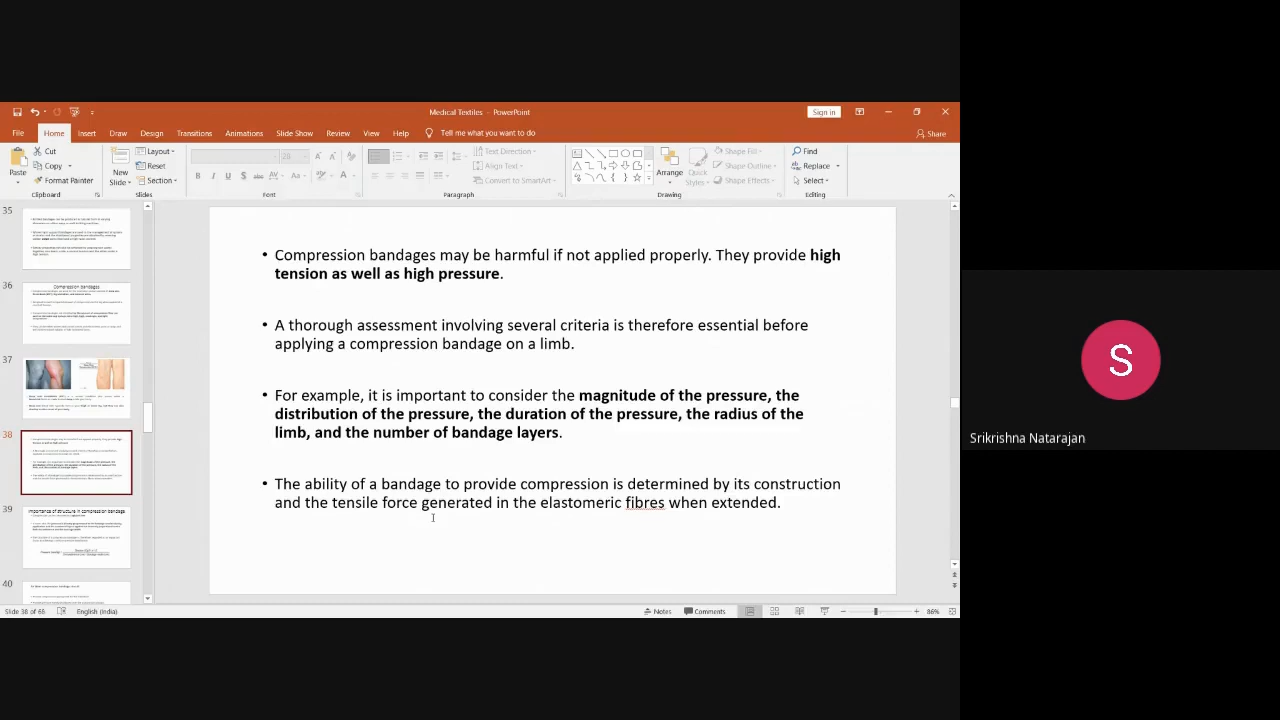 Medical Textiles - PowerPoint
Sign in
File Home Insert Draw Design Transitions Animations Slide Show Review View Help Tell me what you want to do
Share
Paste
Cut
Copy
Format Painter
Clipboard
New Slide
Layout
Reset
Section
Slides
28
Font
Text Direction
Align Text
Convert to SmartArt
Paragraph
Arrange
Quick Styles
Shape Fill
Shape Outline
Shape Effects
Drawing
Find
Replace
Select
Editing
35
36
Compression bandages
37
38
39
Importance of structure in compression bandage
40
• Compression bandages may be harmful if not applied properly. They provide high
tension as well as high pressure.
• A thorough assessment involving several criteria is therefore essential before
applying a compression bandage on a limb.
• For example, it is important to consider the magnitude of the pressure, the
distribution of the pressure, the duration of the pressure, the radius of the
limb, and the number of bandage layers.
• The ability of a bandage to provide compression is determined by its construction
and the tensile force generated in the elastomeric fibres when extended.
S
Srikrishna Natarajan
Slide 38 of 66 English (India)
Notes Comments 86%